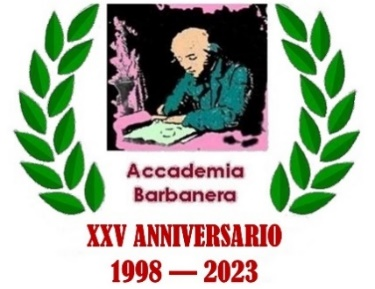 Accademia
Barbanera
XXV ANNIVERSARIO
1998 — 2023